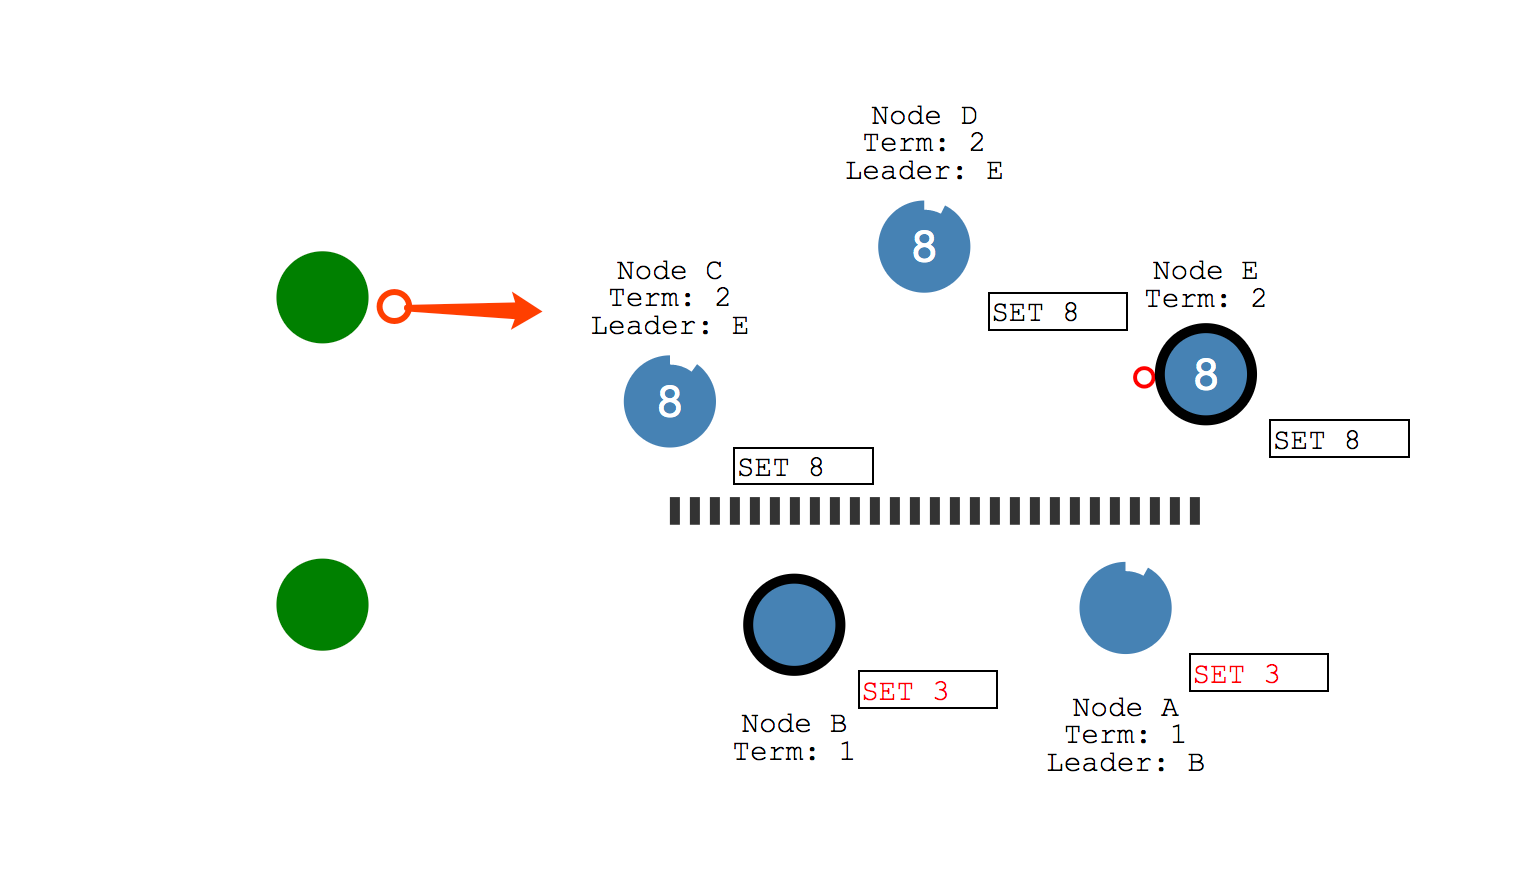 Node D
Term: 2
Leader: E
8
SET 8
Node C
Term: 2
Leader: E
8
SET 8
Node E
Term: 2
8
SET 8
SET 3
Node B
Term: 1
SET 3
Node A
Term: 1
Leader: B